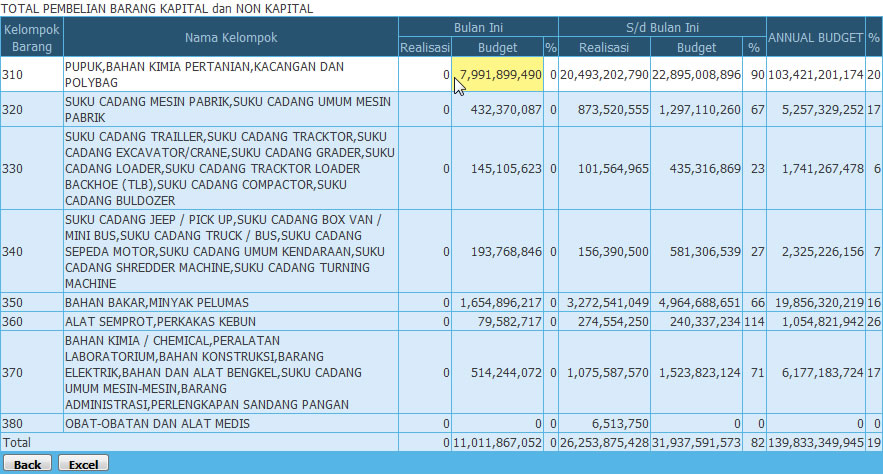 TOTAL PEMBELIAN BARANG KAPITAL dan NON KAPITAL
Kelompok Barang Nama Kelompok Bulan Ini S/d Bulan Ini ANNUAL BUDGET %
Realisasi Budget % Realisasi Budget %
310 PUPUK,BAHAN KIMIA PERTANIAN,KACANGAN DAN
POLYBAG 0 7,991,899,490 0 20,493,202,790 22,895,008,896 90 103,421,201,174 20
320 SUKU CADANG MESIN PABRIK,SUKU CADANG UMUM MESIN
PABRIK 0 432,370,087 0 873,520,555 1,297,110,260 67 5,257,329,252 17
330 SUKU CADANG TRAILLER,SUKU CADANG TRACKTOR,SUKU
CADANG EXCAVATOR/CRANE,SUKU CADANG GRADER,SUKU
CADANG LOADER,SUKU CADANG TRACKTOR LOADER
BACKHOE (TLB),SUKU CADANG COMPACTOR,SUKU
CADANG BULDOZER 0 145,105,623 0 101,564,965 435,316,869 23 1,741,267,478 6
340 SUKU CADANG JEEP / PICK UP,SUKU CADANG BOX VAN /
MINI BUS,SUKU CADANG TRUCK / BUS,SUKU CADANG
SEPEDA MOTOR,SUKU CADANG UMUM KENDARAAN,SUKU
CADANG SHREDDER MACHINE,SUKU CADANG TURNING
MACHINE 0 193,768,846 0 156,390,500 581,306,539 27 2,325,226,156 7
350 BAHAN BAKAR,MINYAK PELUMAS 0 1,654,896,217 0 3,272,541,049 4,964,688,651 66 19,856,320,219 16
360 ALAT SEMPROT,PERKAKAS KEBUN 0 79,582,717 0 274,554,250 240,337,234 114 1,054,821,942 26
370 BAHAN KIMIA / CHEMICAL,PERALATAN
LABORATORIUM,BAHAN KONSTRUKSI,BARANG
ELEKTRIK,BAHAN DAN ALAT BENGKEL,SUKU CADANG
UMUM MESIN-MESIN,BARANG
ADMINISTRASI,PERLENGKAPAN SANDANG PANGAN 0 514,244,072 0 1,075,587,570 1,523,823,124 71 6,177,183,724 17
380 OBAT-OBATAN DAN ALAT MEDIS 0 0 0 6,513,750 0 0 0 0
Total 0 11,011,867,052 0 26,253,875,428 31,937,591,573 82 139,833,349,945 19
Back Excel